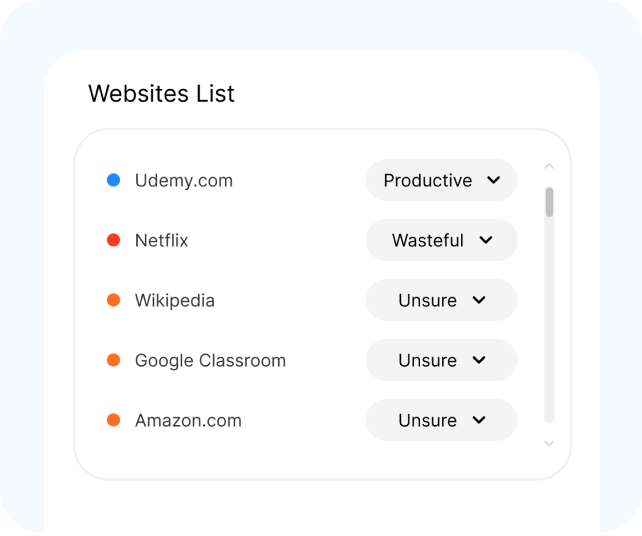 Websites List
Udemy.com Productive
Netflix Wasteful
Wikipedia Unsure
Google Classroom Unsure
Amazon.com Unsure